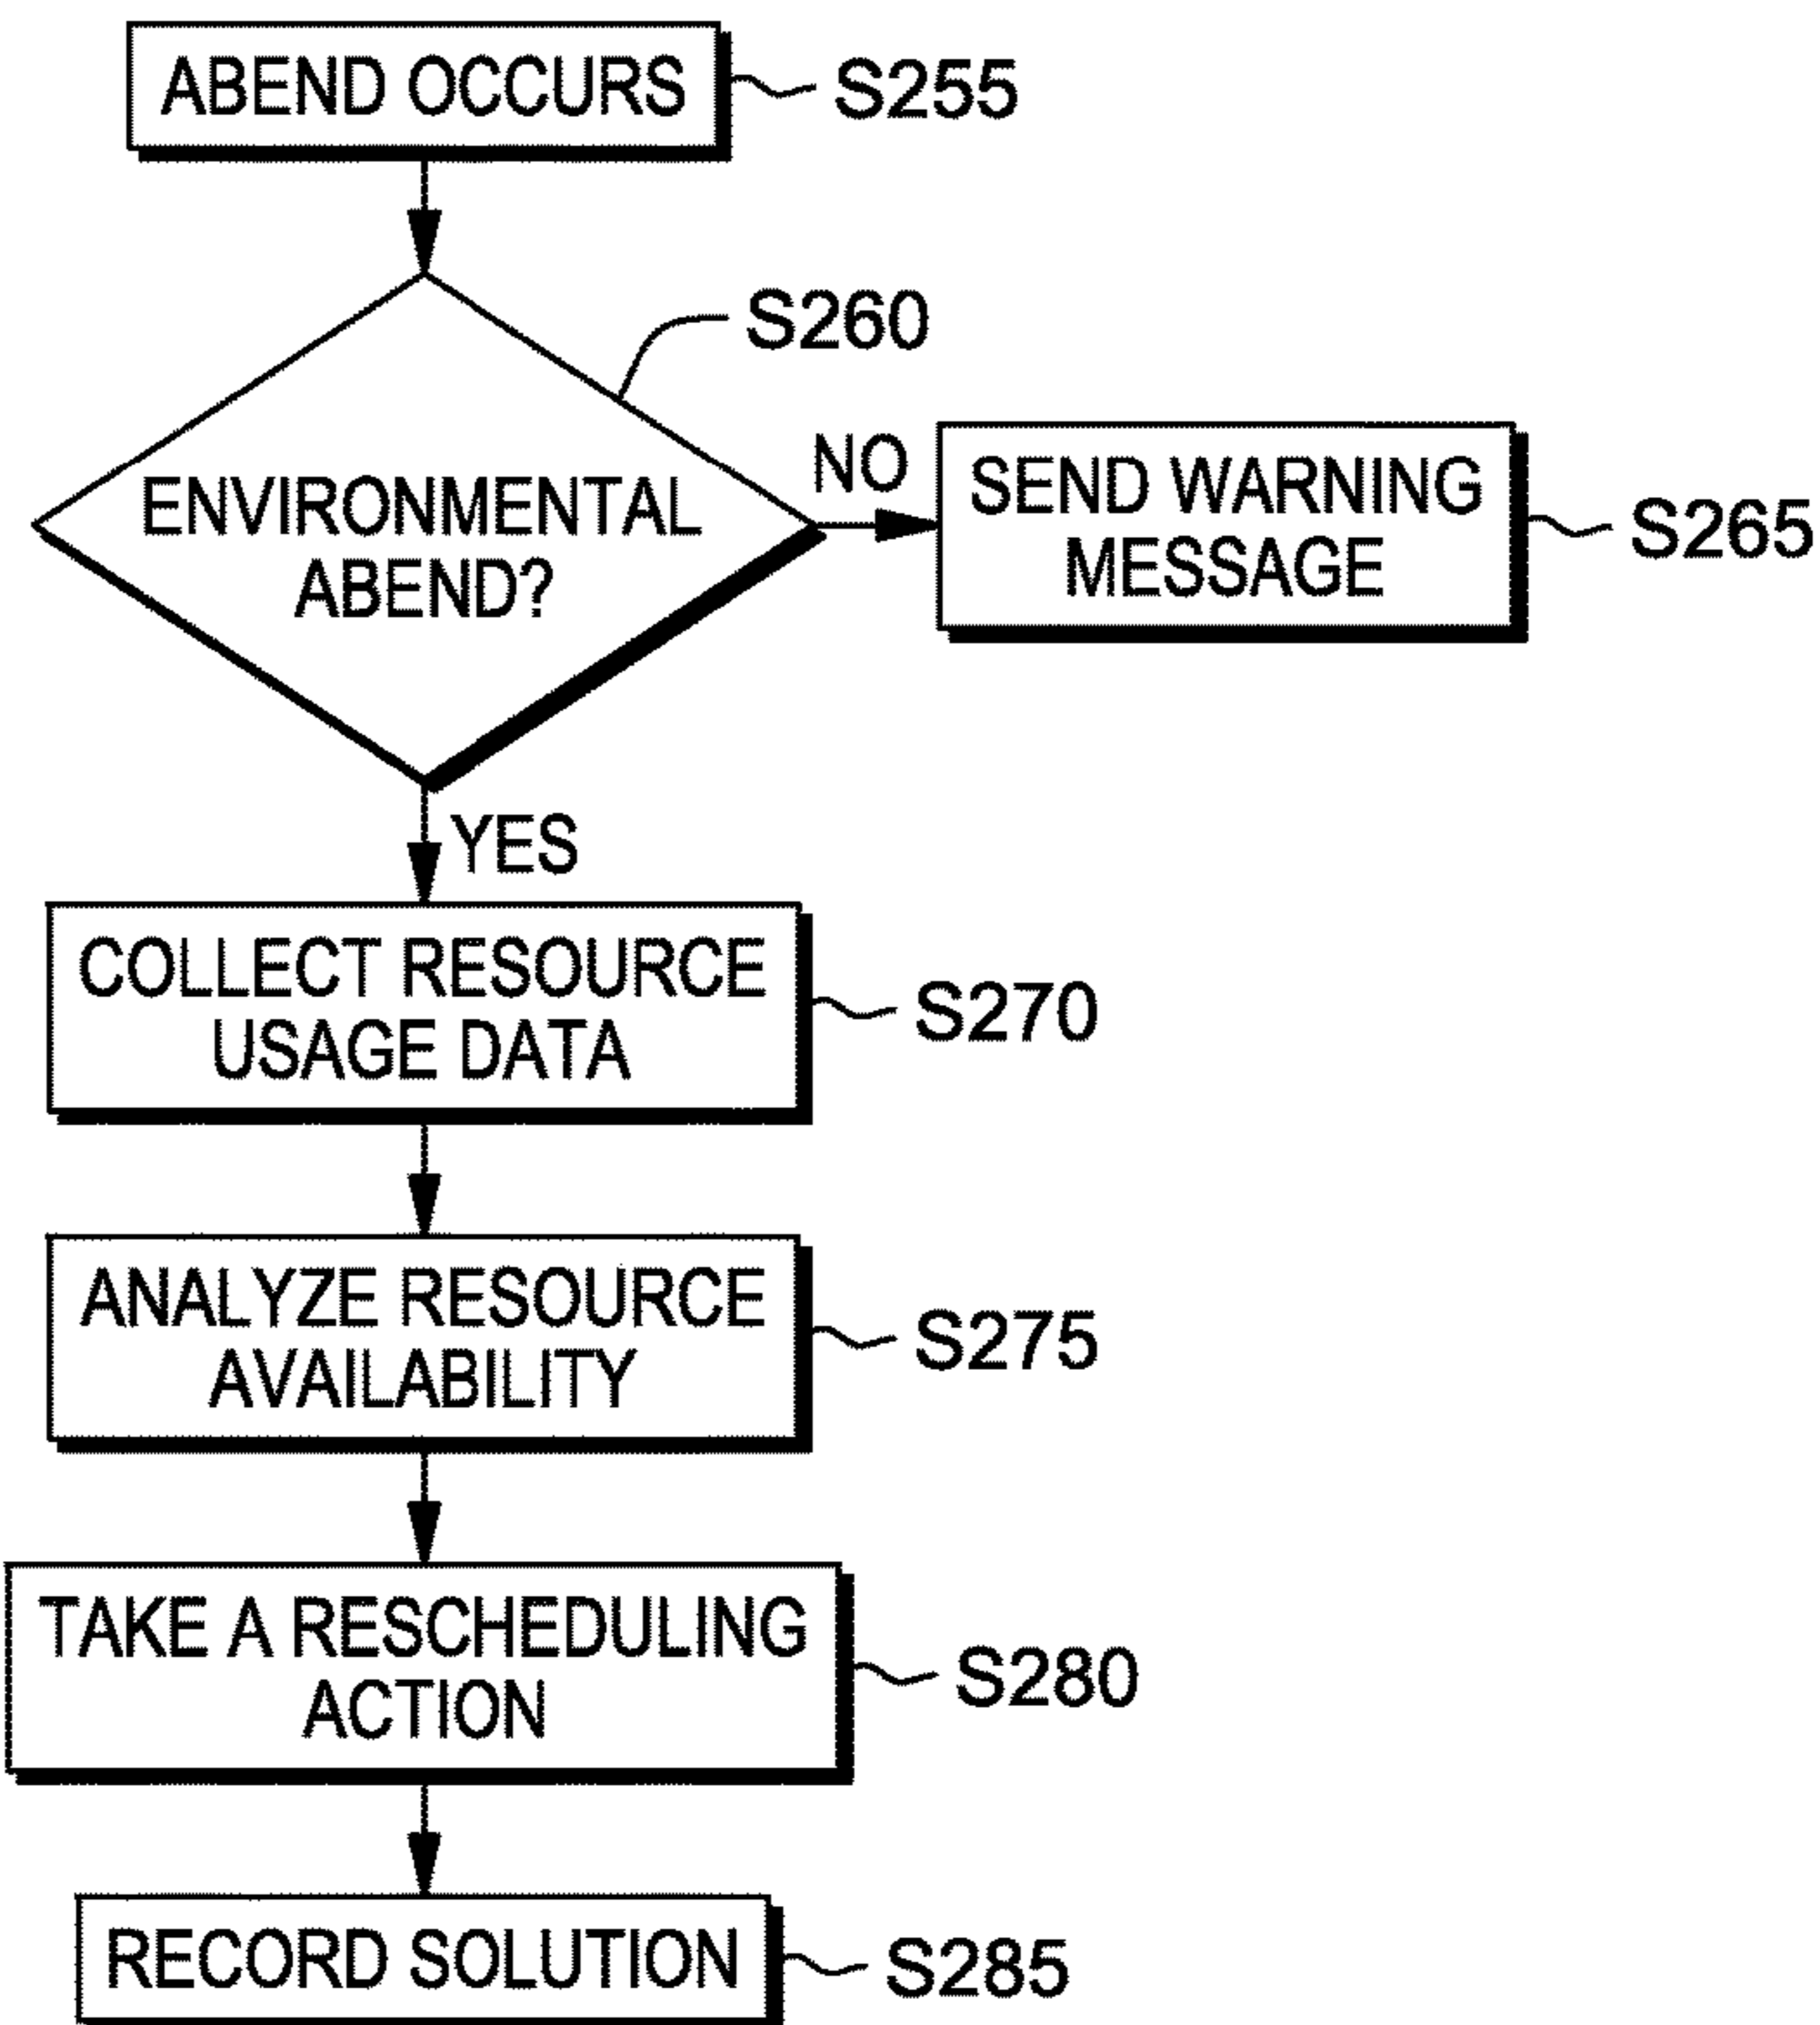 ABEND OCCURS
S255
S260
ENVIRONMENTAL
ABEND?
NO
SEND WARNING
MESSAGE
S265
YES
COLLECT RESOURCE
USAGE DATA
S270
ANALYZE RESOURCE
AVAILABILITY
S275
TAKE A RESCHEDULING
ACTION
S280
RECORD SOLUTION
S285